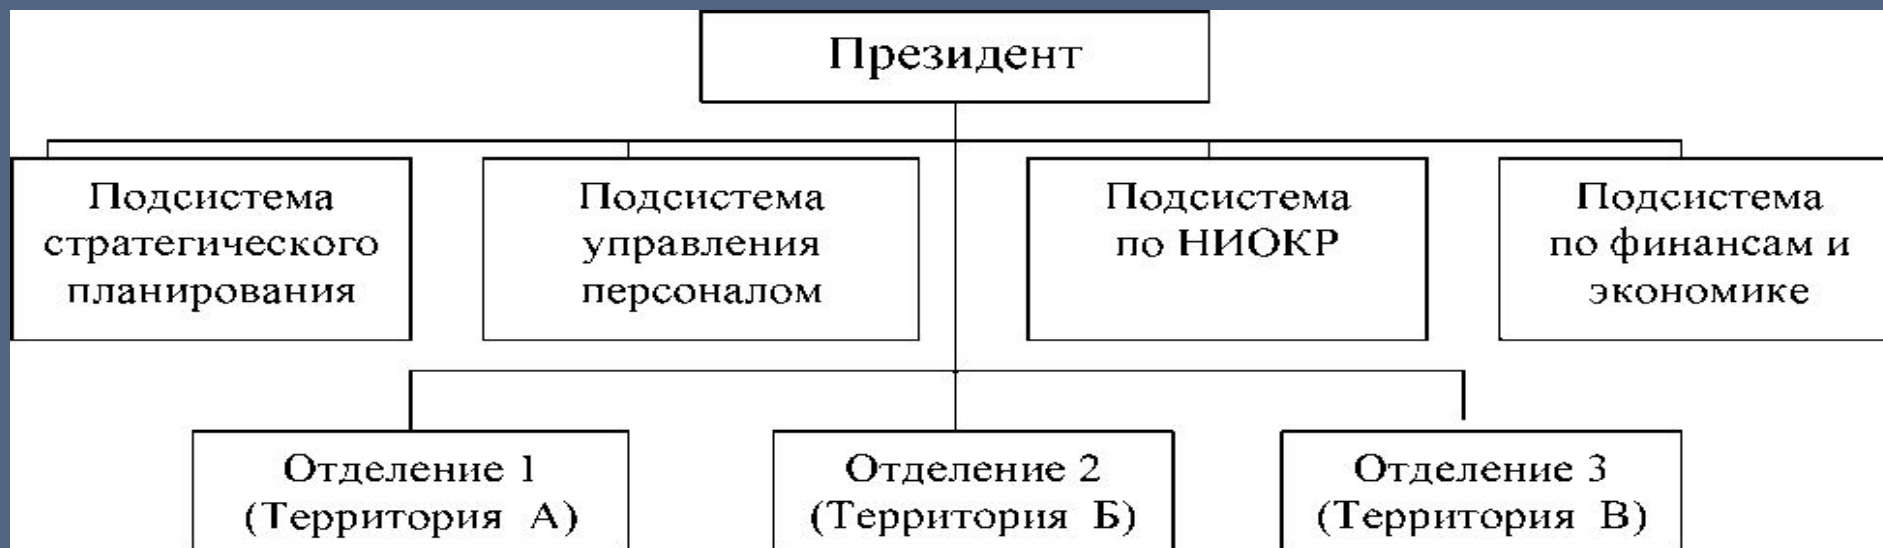 Президент
Подсистема
стратегического
планирования
Подсистема
управления
персоналом
Подсистема
по НИОКР
Подсистема
по финансам и
экономике
Отделение 1
(Территория А)
Отделение 2
(Территория Б)
Отделение 3
(Территория В)